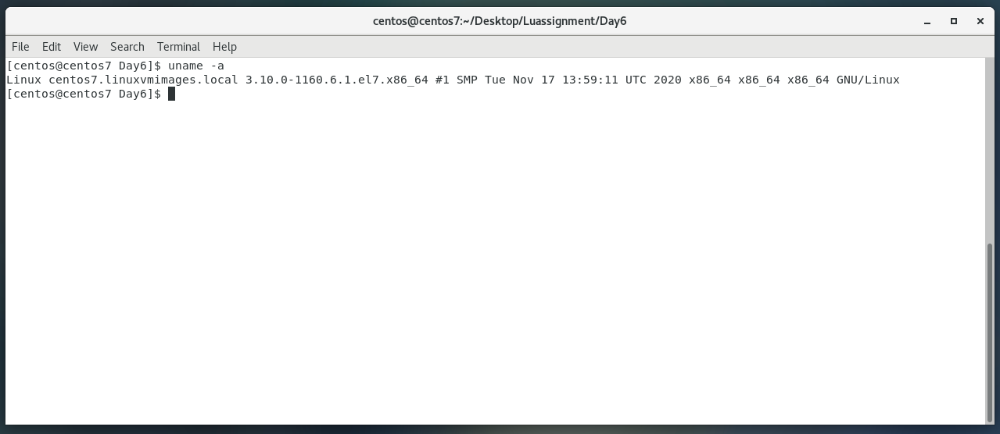 centos@centos7:~/Desktop/Luassignment/Day6
File Edit View Search Terminal Help
[centos@centos7 Day6]$ uname -a
Linux centos7.linuxvmimages.local 3.10.0-1160.6.1.el7.x86_64 #1 SMP Tue Nov 17 13:59:11 UTC 2020 x86_64 x86_64 x86_64 GNU/Linux
[centos@centos7 Day6]$